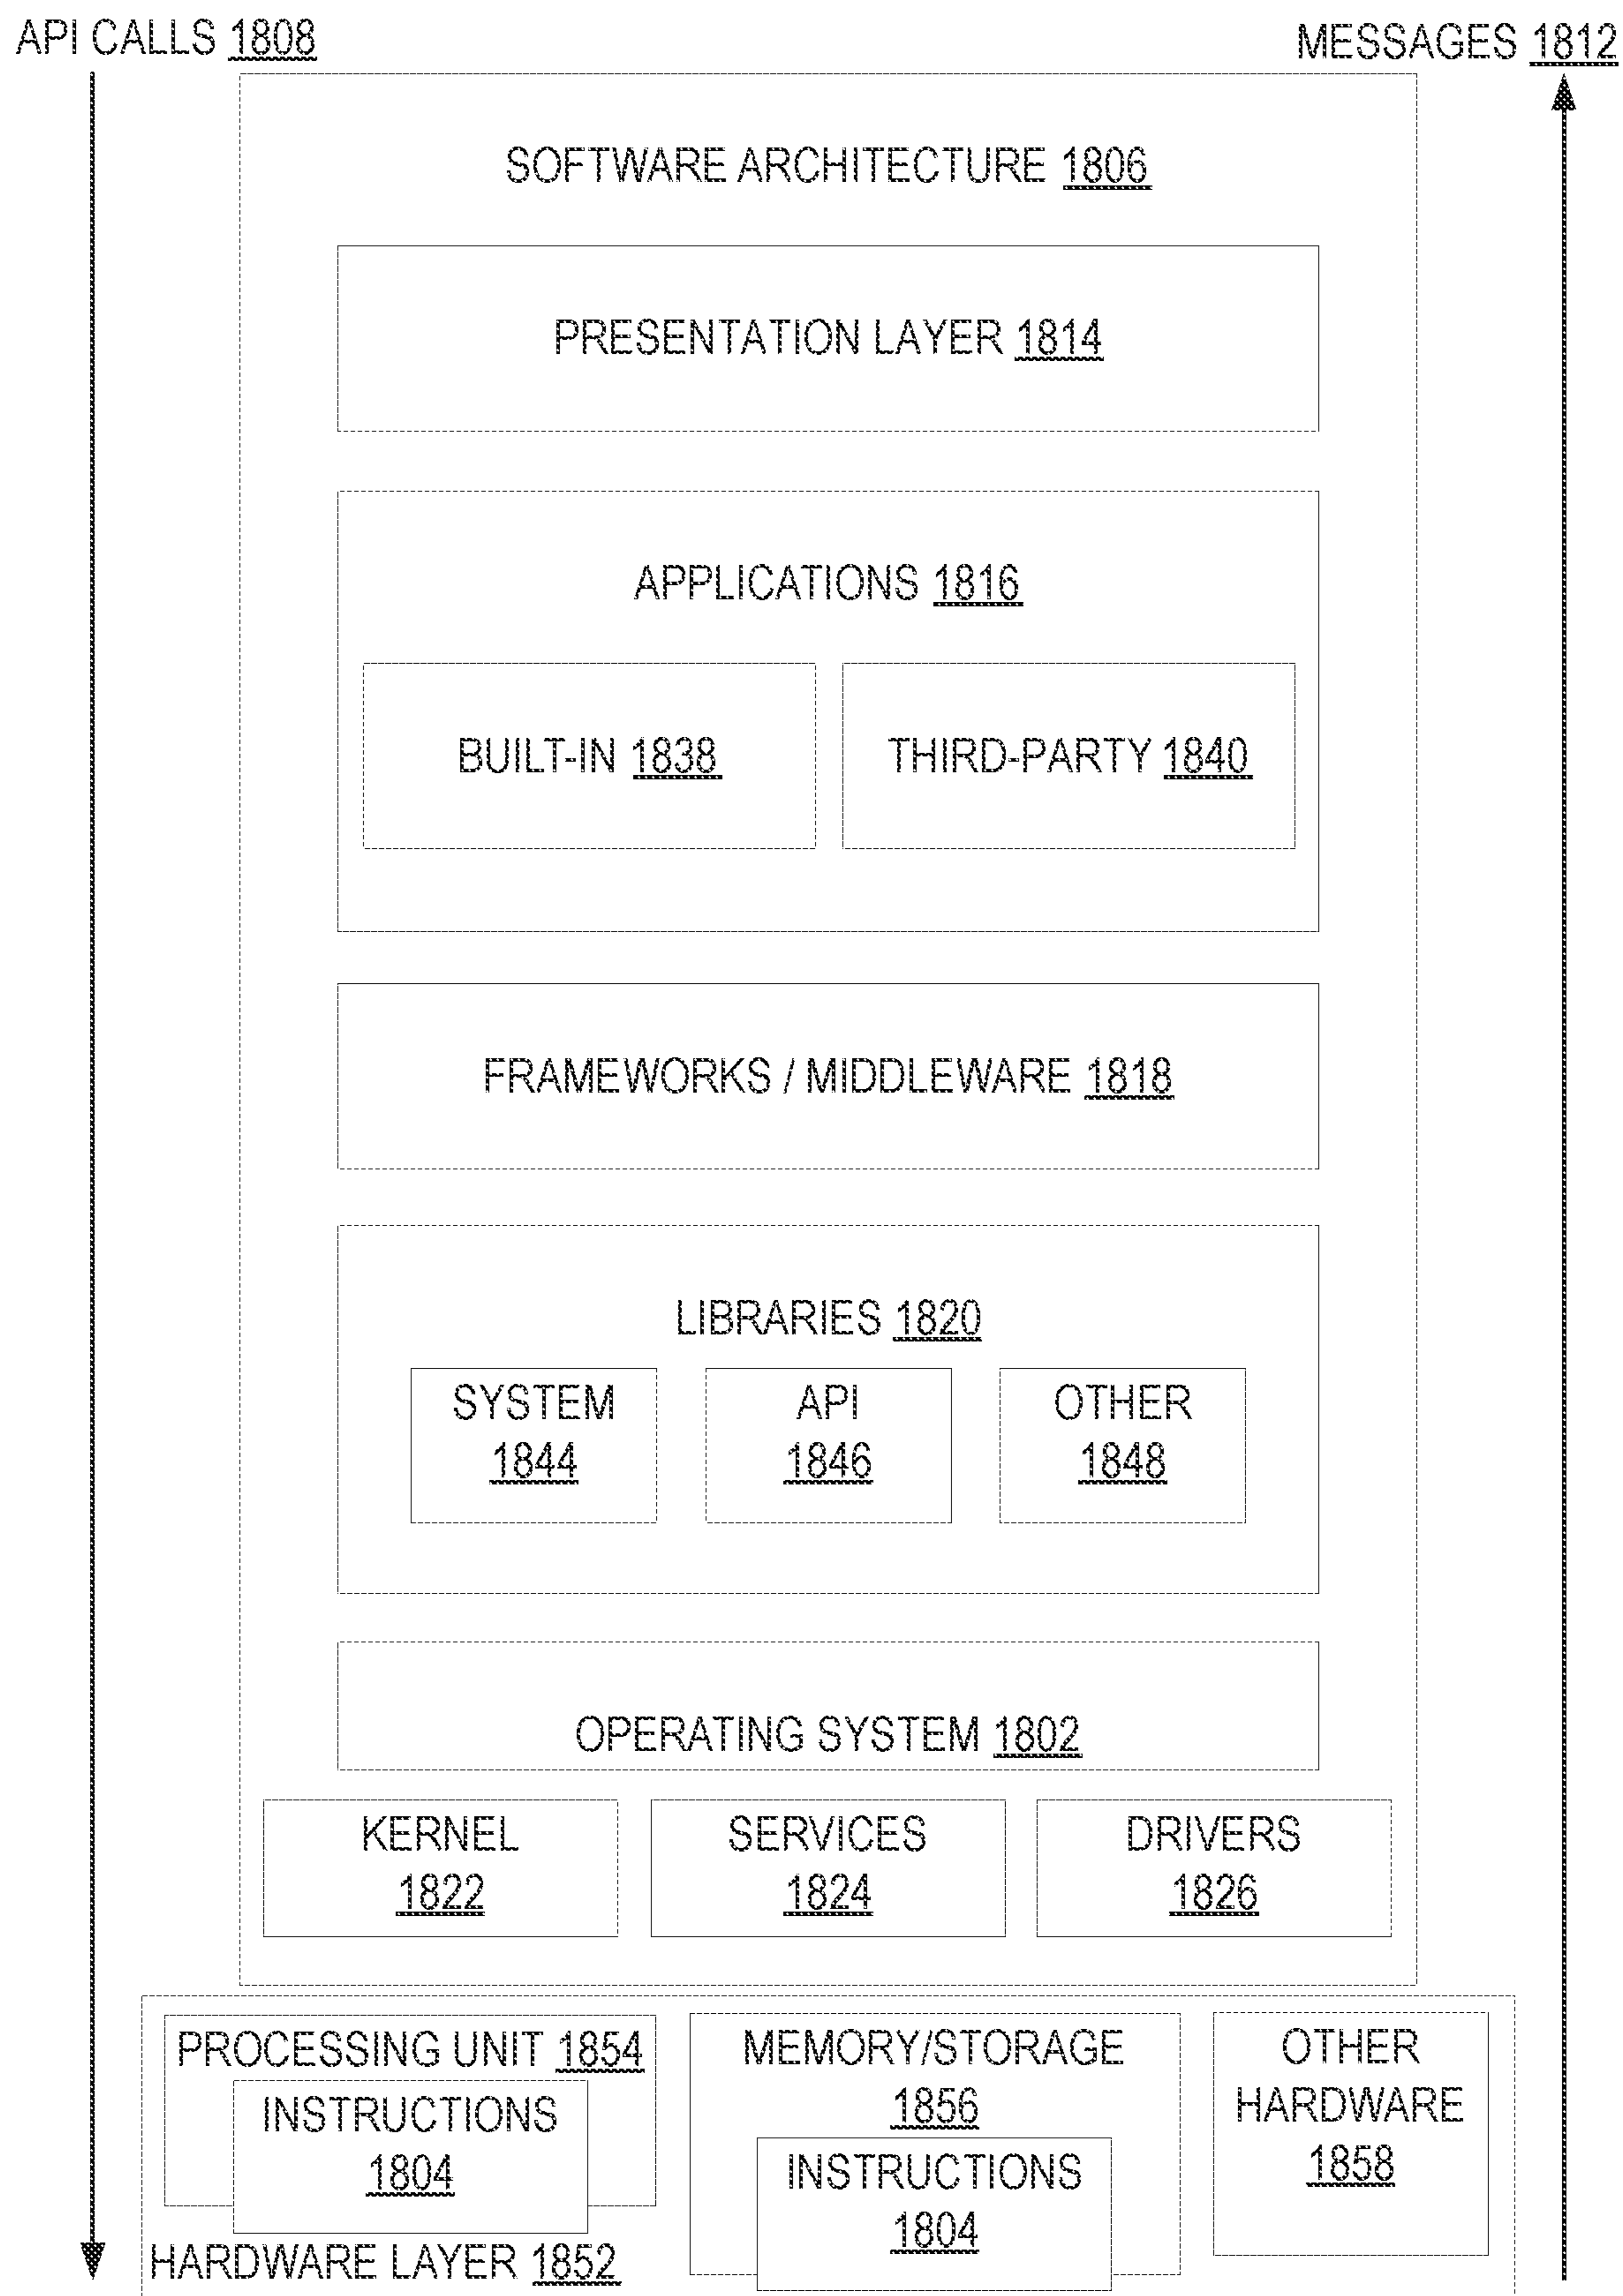 API CALLS 1808
MESSAGES 1812
SOFTWARE ARCHITECTURE 1806
PRESENTATION LAYER 1814
APPLICATIONS 1816
BUILT-IN 1838
THIRD-PARTY 1840
FRAMEWORKS / MIDDLEWARE 1818
LIBRARIES 1820
SYSTEM
1844
API
1846
OTHER
1848
OPERATING SYSTEM 1802
KERNEL
1822
SERVICES
1824
DRIVERS
1826
PROCESSING UNIT 1854
INSTRUCTIONS
1804
MEMORY/STORAGE
1856
INSTRUCTIONS
1804
OTHER
HARDWARE
1858
HARDWARE LAYER 1852